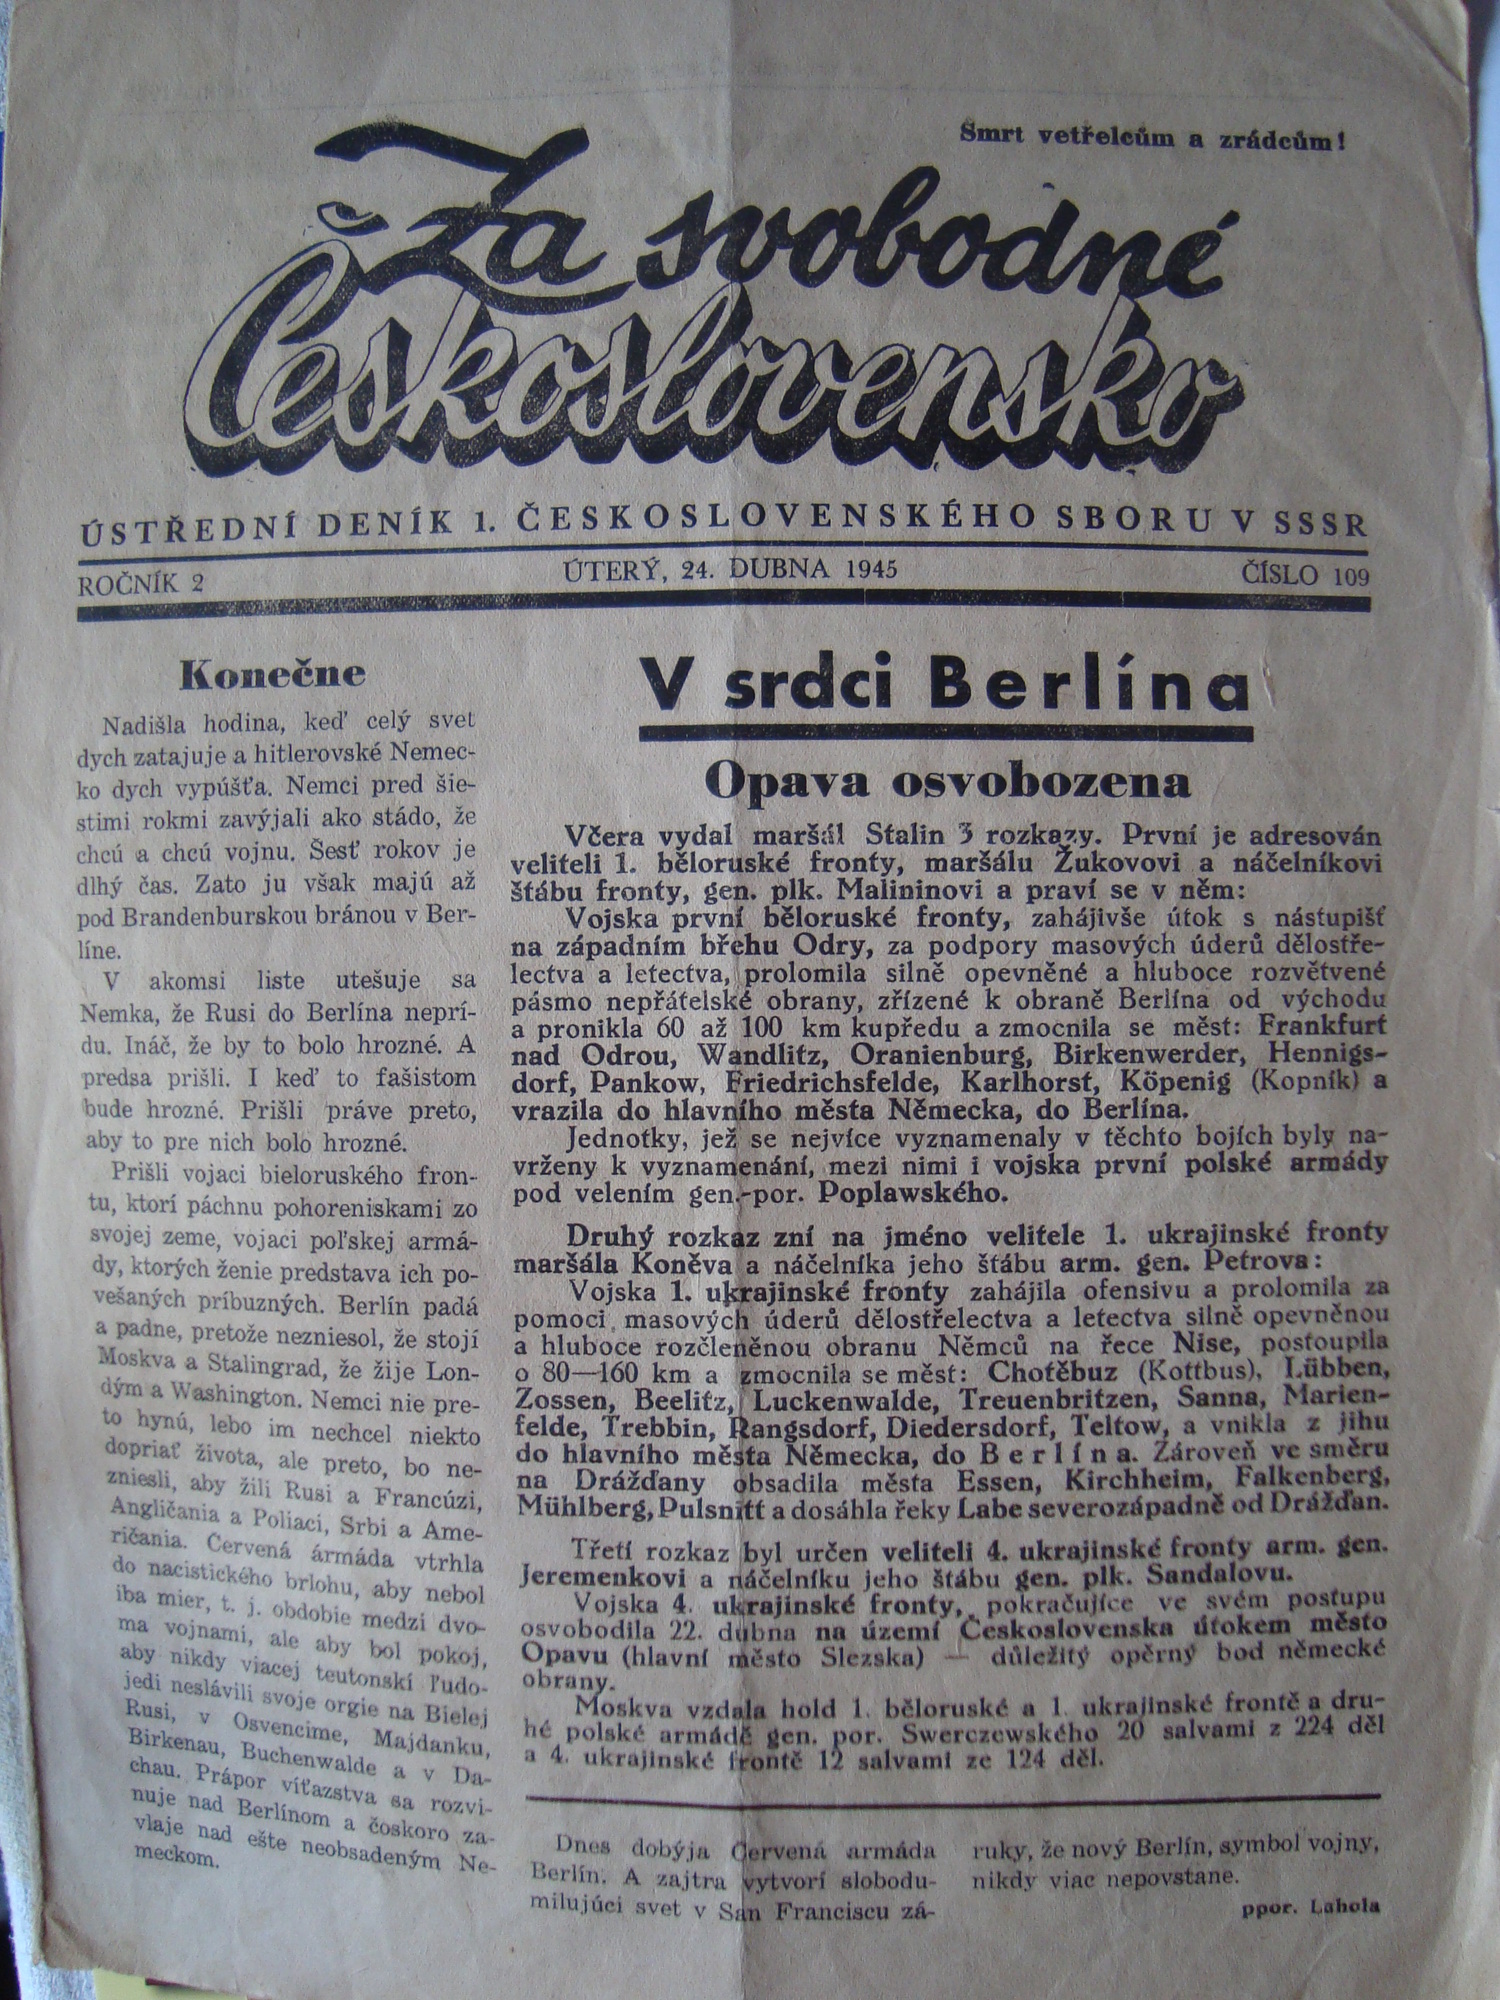 Smrt vetřelcům a zrádcům!
Za svobodné
Československo
ÚSTŘEDNÍ DENÍK 1. ČESKOSLOVENSKÉHO SBORU V SSSR
ROČNÍK 2
ÚTERÝ, 24. DUBNA 1945
ČÍSLO 109
Konečne
Nadišla hodina, keď celý svet
dych zatajuje a hitlerovské Nemec-
ko dych vypúšťa. Nemci pred šie-
stimi rokmi zavýjali ako stádo, že
chcú a chcú vojnu. Šesť rokov je
dlhý čas. Zato ju však majú až
pod Brandenburskou bránou v Ber-
líne.
V akomsi liste utešuje sa
Nemka, že Rusi do Berlína neprí-
du. Ináč, že by to bolo hrozné. A
predsa prišli. I keď to fašistom
bude hrozné. Prišli práve preto,
aby to pre nich bolo hrozné.
Prišli vojaci bieloruského fron-
tu, ktorí páchnu pohoreniskami zo
svojej zeme, vojaci poľskej armá-
dy, ktorých ženie predstava ich po-
vešaných príbuzných. Berlín padá
a padne, pretože nezniesol, že stojí
Moskva a Stalingrad, že žije Lon-
dým a Washington. Nemci nie pre-
to hynú, lebo im nechcel niekto
dopriať života, ale preto, bo ne-
zniesli, aby žili Rusi a Francúzi,
Angličania a Poliaci, Srbi a Ame-
ričania. Červená ármáda vtrhla
do nacistického brlohu, aby nebol
iba mier, t. j. obdobie medzi dvo-
ma vojnami, ale aby bol pokoj,
aby nikdy viacej teutonskí ľudo-
jedi neslávili svoje orgie na Bielej
Rusi, v Osvencime, Majdanku,
Birkenau, Buchenwalde a v Da-
chau. Prápor víťazstva sa rozvi-
nuje nad Berlínom a čoskoro za-
vlaje nad ešte neobsadeným Ne-
meckom.
V srdci Berlína
Opava osvobozena
Včera vydal maršál Stalin 3 rozkazy. První je adresován
veliteli 1. běloruské fronty, maršálu Žukovovi a náčelníkovi
štábu fronty, gen. plk. Malininovi a praví se v něm:
Vojska první běloruské fronty, zahájivše útok s nástupišť
na západním břehu Odry, za podpory masových úderů dělostře-
lectva a letectva, prolomila silně opevněné a hluboce rozvětvené
pásmo nepřátelské obrany, zřízené k obraně Berlína od východu
a pronikla 60 až 100 km kupředu a zmocnila se měst: Frankfurt
nad Odrou, Wandlitz, Oranienburg, Birkenwerder, Hennigs-
dorf, Pankow, Friedrichsfelde, Karlhorst, Köpenig (Kopník) a
vrazila do hlavního města Německa, do Berlína.
Jednotky, jež se nejvíce vyznamenaly v těchto bojích byly na-
vrženy k vyznamenání, mezi nimi i vojska první polské armády
pod velením gen.-por. Poplawského.
Druhý rozkaz zní na jméno velitele 1. ukrajinské fronty
maršála Koněva a náčelníka jeho štábu arm. gen. Petrova:
Vojska 1. ukrajinské fronty zahájila ofensivu a prolomila za
pomoci masových úderů dělostřelectva a letectva silně opevněnou
a hluboce rozčleněnou obranu Němců na řece Nise, postoupila
o 80—160 km a zmocnila se měst: Chotěbuz (Kottbus), Lübben,
Zossen, Beelitz, Luckenwalde, Treuenbritzen, Sanna, Marien-
felde, Trebbin, Rangsdorf, Diedersdorf, Teltow, a vnikla z jihu
do hlavního města Německa, do Berlína. Zároveň ve směru
na Drážďany obsadila města Essen, Kirchheim, Falkenberg,
Mühlberg, Pulsnitt a dosáhla řeky Labe severozápadně od Drážďan.
Třetí rozkaz byl určen veliteli 4. ukrajinské fronty arm. gen.
Jeremenkovi a náčelníku jeho štábu gen. plk. Sandalovu.
Vojska 4. ukrajinské fronty, pokračujíce ve svém postupu
osvobodila 22. dubna na území Československa útokem město
Opavu (hlavní město Slezska) — důležitý opěrný bod německé
obrany.
Moskva vzdala hold 1. běloruské a 1. ukrajinské frontě a dru-
hé polské armádě gen. por. Swerczewského 20 salvami z 224 děl
a 4. ukrajinské frontě 12 salvami ze 124 děl.
Dnes dobýja Červená armáda
Berlín. A zajtra vytvorí slobodu-
milujúci svet v San Franciscu zá-
ruky, že nový Berlín, symbol vojny,
nikdy viac nepovstane.
ppor. Lahola